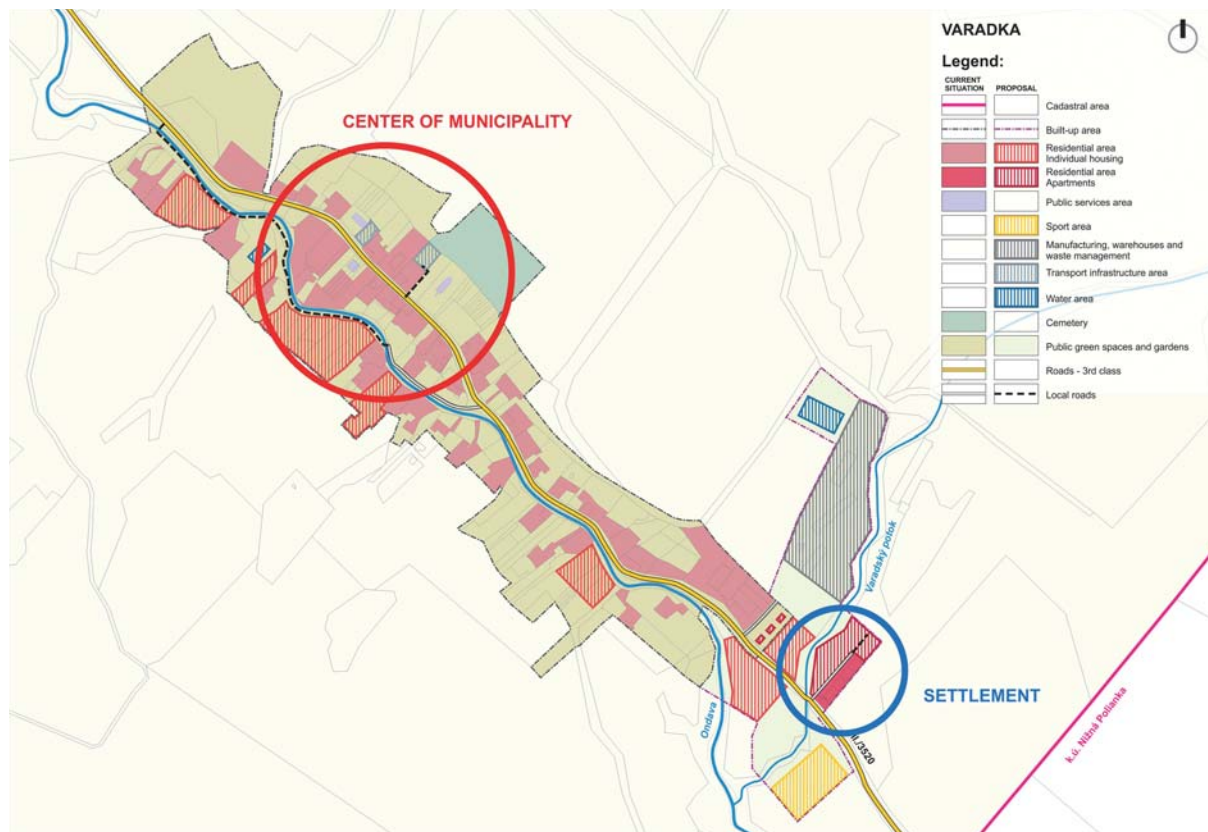 VARADKA
Legend:
CURRENT
SITUATION
PROPOSAL
Cadastral area
Built-up area
Residential area
Individual housing
Residential area
Apartments
Public services area
Sport area
Manufacturing, warehouses and
waste management
Transport infrastructure area
Water area
Cemetery
Public green spaces and gardens
Roads - 3rd class
Local roads
CENTER OF MUNICIPALITY
Varadský potok
SETTLEMENT
Ondava
/3520
k.ú. Nižná Polianka